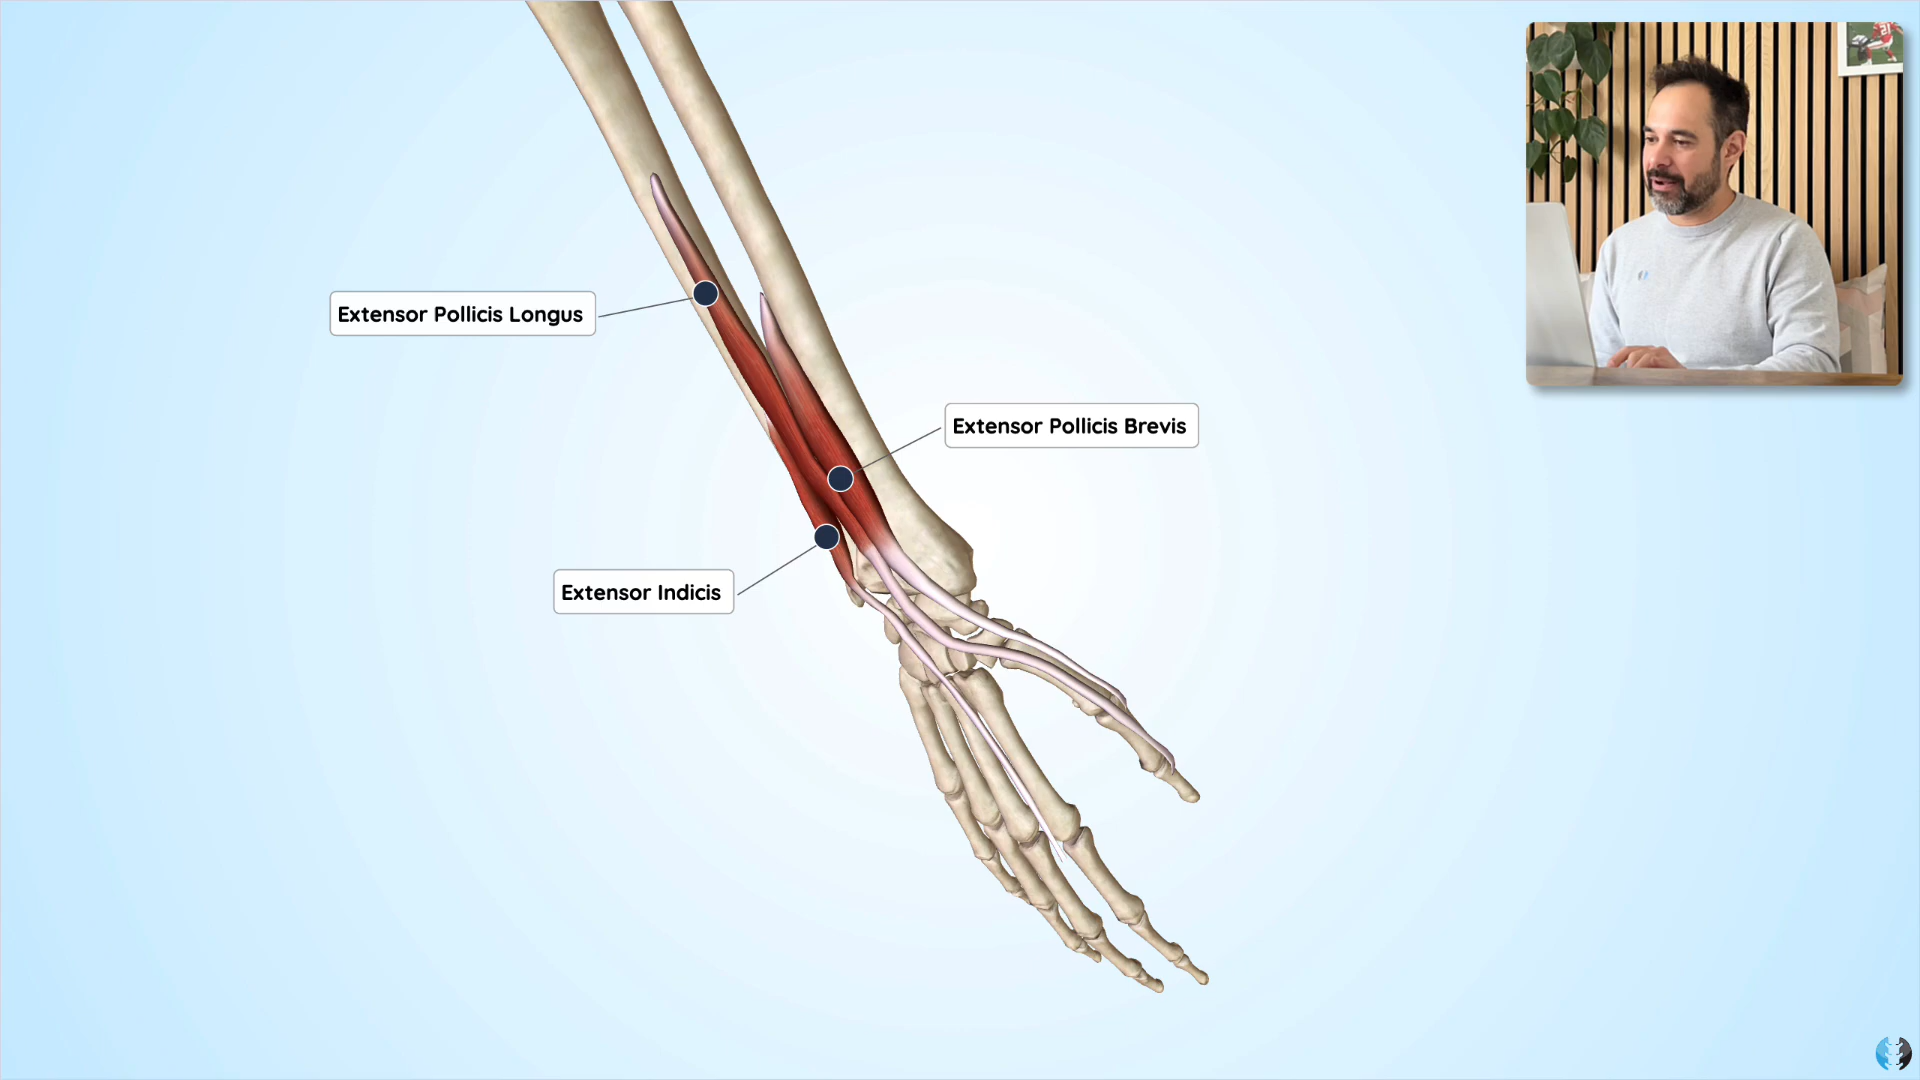 Extensor Pollicis Longus
Extensor Pollicis Brevis
Extensor Indicis